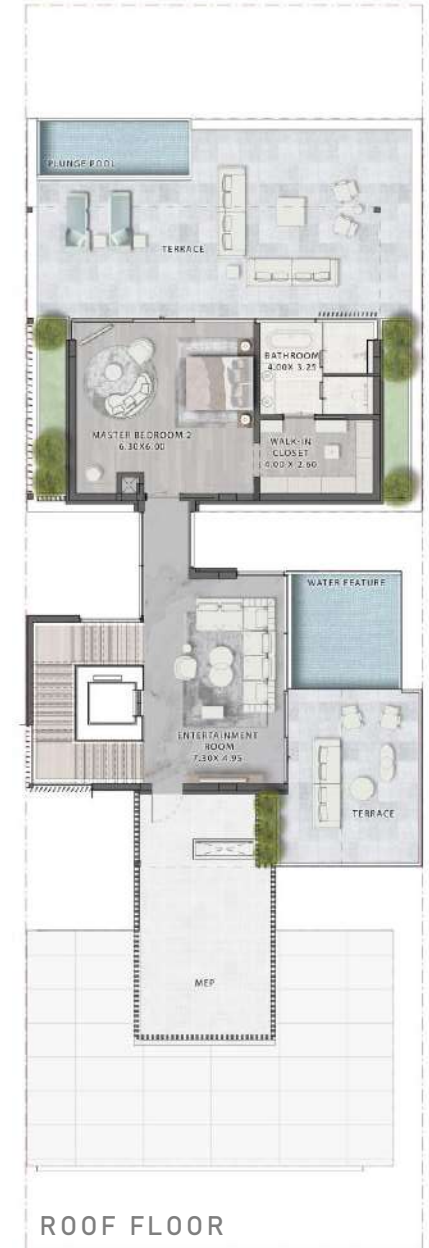 PLUNGE POOL
TERRACE
BATHROOM
4.00X 3.25
MASTER BEDROOM 2
6.30X6.00
WALK-IN
CLOSET
4.00 X 2.60
WATER FEATURE
ENTERTAINMENT
ROOM
7.30X 4.95
TERRACE
MEP
ROOF FLOOR